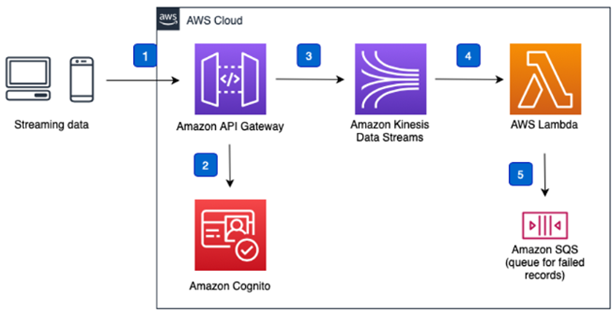 aws
AWS Cloud
1
3
4
Streaming data
Amazon API Gateway
Amazon Kinesis
Data Streams
AWS Lambda
2
5
Amazon Cognito
Amazon SQS
(queue for failed
records)